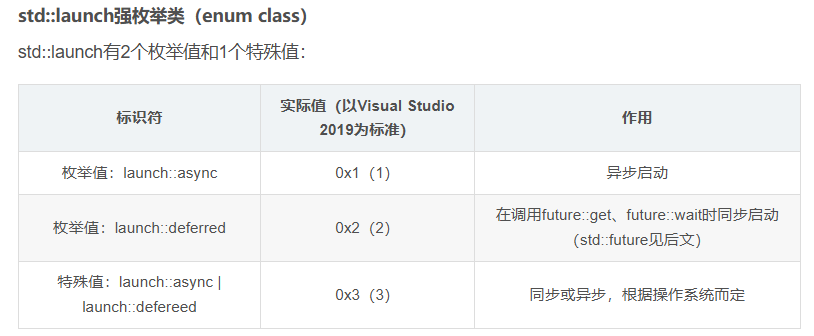 std::launch强枚举类（enum class）
std::launch有2个枚举值和1个特殊值：
标识符
实际值（以Visual Studio
2019为标准）
作用
枚举值：launch::async
0x1（1）
异步启动
枚举值：launch::deferred
0x2（2）
在调用future::get、future::wait时同步启动
（std::future见后文）
特殊值：launch::async |
launch::defereed
0x3（3）
同步或异步，根据操作系统而定